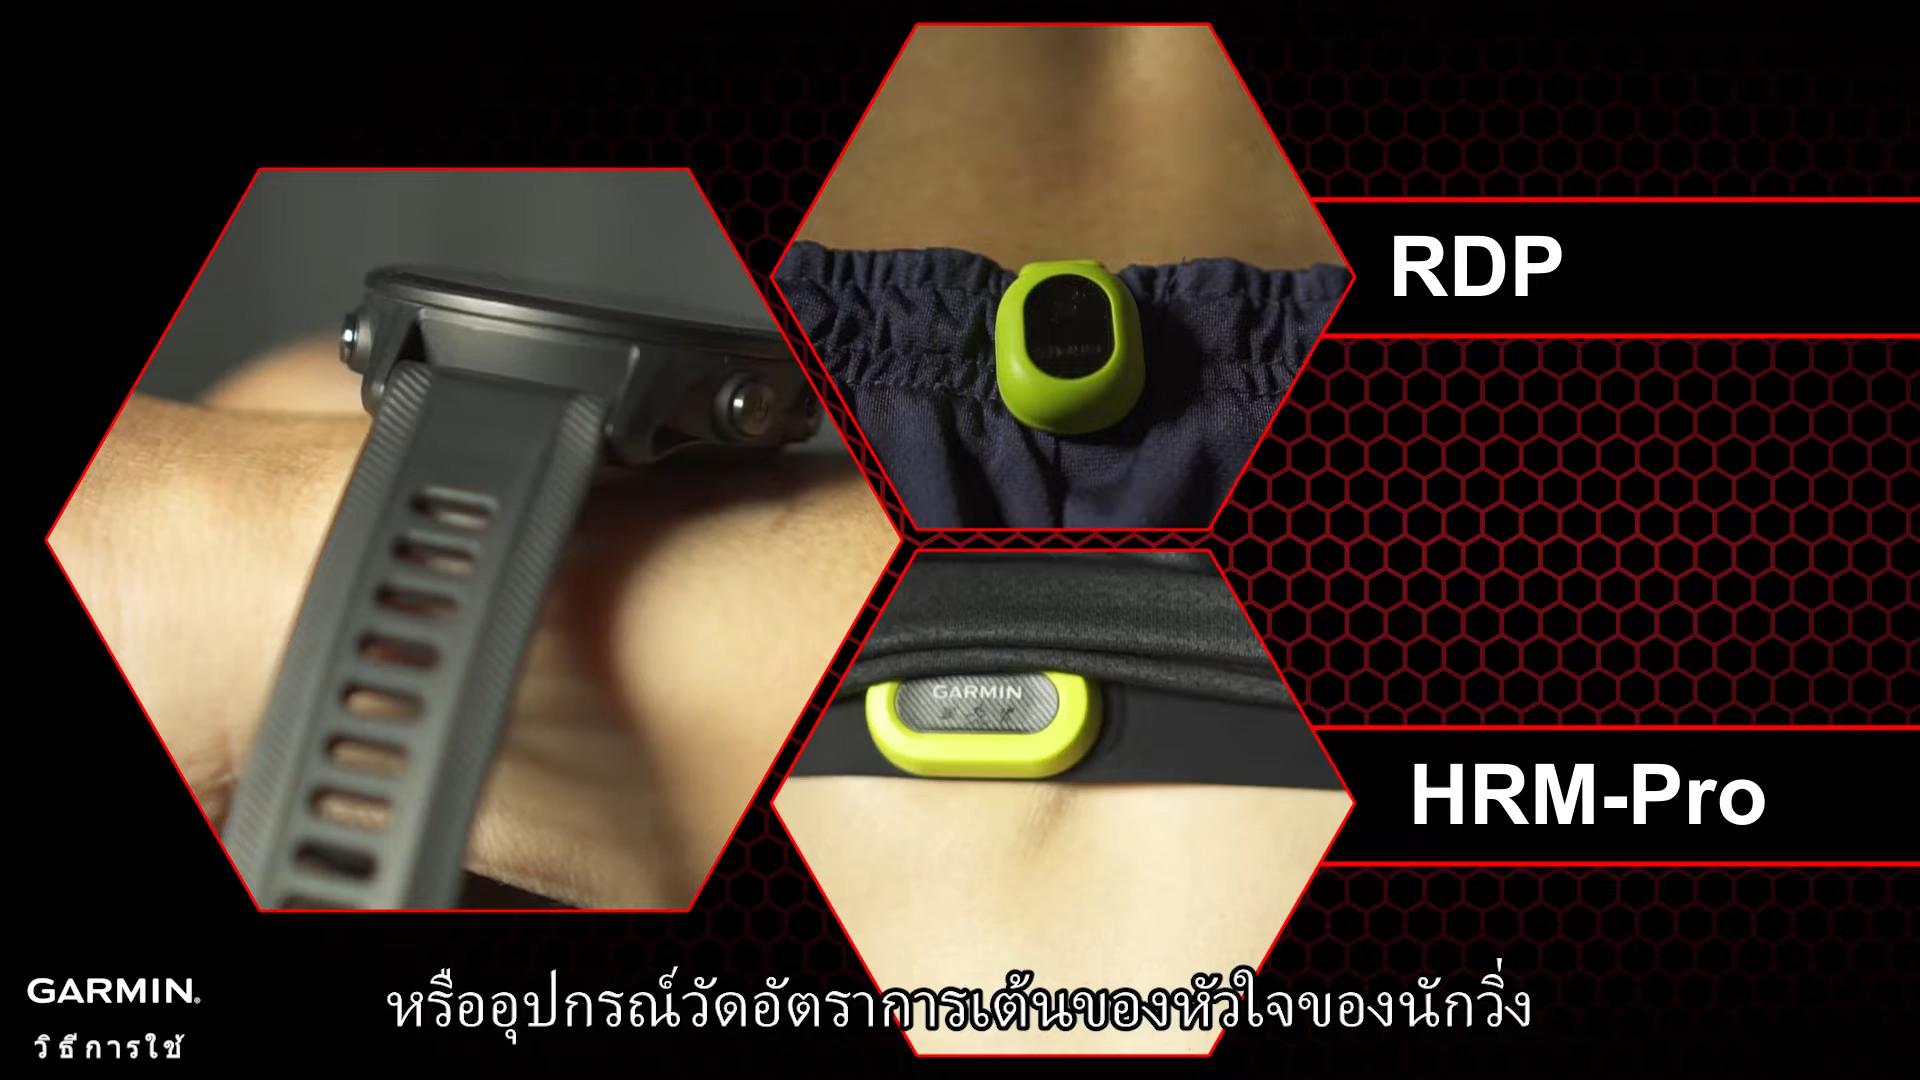 RDP
GARMIN
HRM-Pro
หรืออุปกรณ์วัดอัตราการเต้นของหัวใจของนักวิ่ง
GARMIN®
วิธีการใช้